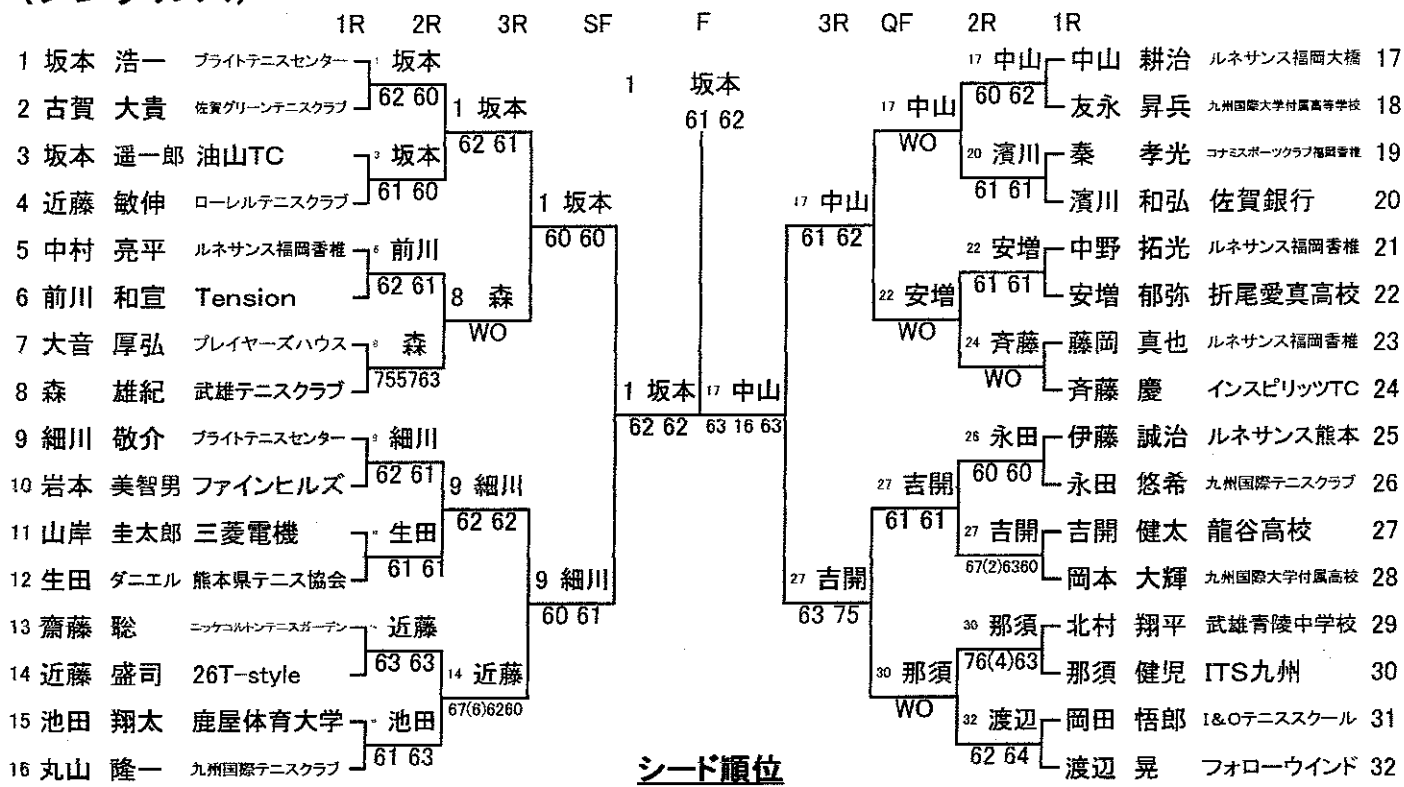 1R 2R 3R SF F 3R QF 2R 1R
1 坂本 浩一 ブライトテニスセンター
2 古賀 大貴 佐賀グリーンテニスクラブ
3 坂本 遥一郎 油山TC
4 近藤 敏伸 ローレルテニスクラブ
5 中村 亮平 ルネサンス福岡香椎
6 前川 和宣 Tension
7 大音 厚弘 プレイヤーズハウス
8 森 雄紀 武雄テニスクラブ
9 細川 敬介 ブライトテニスセンター
10 岩本 美智男 ファインヒルズ
11 山岸 圭太郎 三菱電機
12 生田 ダニエル 熊本県テニス協会
13 齋藤 聡 ニッケコルトンテニスガーデン
14 近藤 盛司 26T-style
15 池田 翔太 鹿屋体育大学
16 丸山 隆一 九州国際テニスクラブ
坂本
62 60
3 坂本
61 60
前川
62 61
8 森
755763
9 細川
62 61
生田
61 61
近藤
63 63
池田
61 63
1 坂本
62 61
8 森
WO
9 細川
62 62
14 近藤
67(6)6260
1 坂本
60 60
9 細川
60 61
1 坂本
62 62
1 坂本
61 62
17 中山
63 16 63
17 中山
61 62
27 吉開
63 75
17 中山
WO
22 安増
WO
27 吉開
61 61
30 那須
WO
17 中山
60 62
20 濱川
61 61
22 安増
61 61
24 斉藤
WO
26 永田
60 60
27 吉開
67(2)6360
30 那須
76(4)63
32 渡辺
62 64
中山 耕治 ルネサンス福岡大橋 17
友永 昇兵 九州国際大学付属高等学校 18
秦 孝光 コナミスポーツクラブ福岡香椎 19
濱川 和弘 佐賀銀行 20
中野 拓光 ルネサンス福岡香椎 21
安増 郁弥 折尾愛真高校 22
藤岡 真也 ルネサンス福岡香椎 23
斉藤 慶 インスピリッツTC 24
伊藤 誠治 ルネサンス熊本 25
永田 悠希 九州国際テニスクラブ 26
吉開 健太 龍谷高校 27
岡本 大輝 九州国際大学付属高校 28
北村 翔平 武雄青陵中学校 29
那須 健児 ITS九州 30
岡田 悟郎 I&Oテニススクール 31
渡辺 晃 フォローウインド 32
シード順位